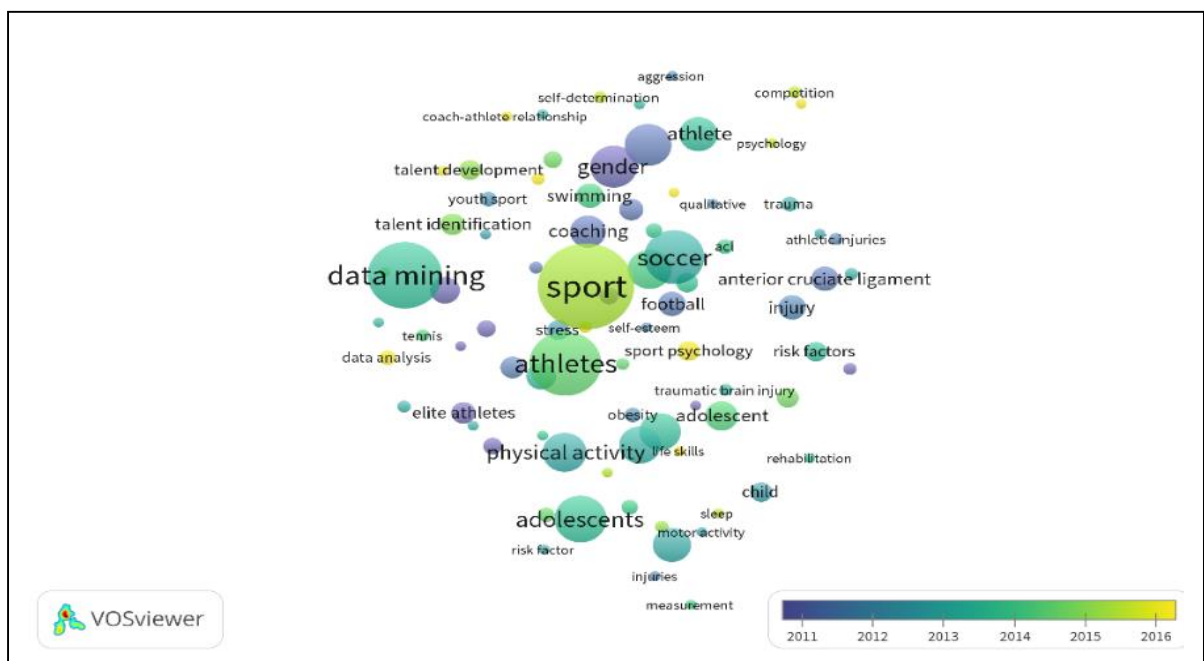 aggression
self-determination
competition
coach-athlete relationship
athlete
psychology
gender
talent development
swimming
youth sport
qualitative
trauma
talent identification
coaching
athletic injuries
soccer
acl
data mining
sport
anterior cruciate ligament
football
injury
stress
self-esteem
tennis
data analysis
sport psychology
risk factors
athletes
traumatic brain injury
elite athletes
obesity
adolescent
physical activity
life skills
rehabilitation
child
adolescents
sleep
motor activity
risk factor
injuries
measurement
VOSviewer
2011 2012 2013 2014 2015 2016